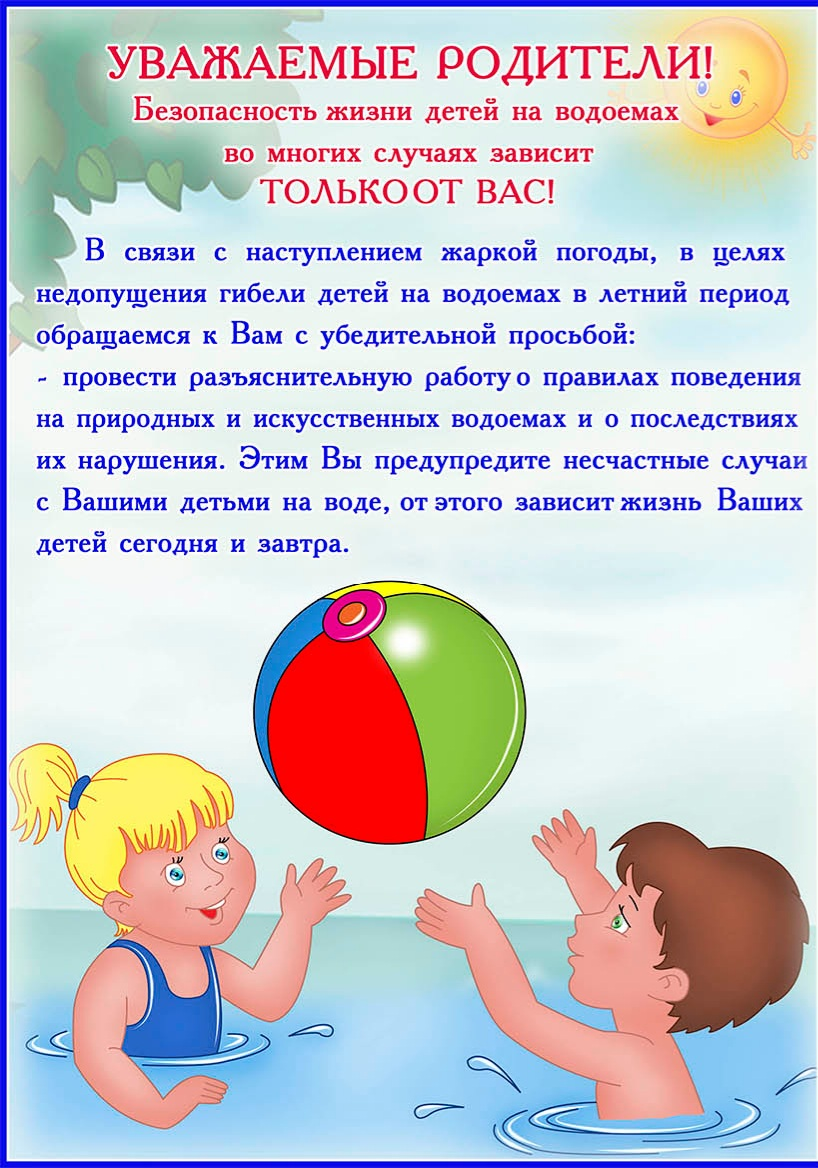 УВАЖАЕМЫЕ РОДИТЕЛИ!
Безопасность жизни детей на водоемах
во многих случаях зависит
ТОЛЬКО ОТ ВАС!
В связи с наступлением жаркой погоды, в целях
недопущения гибели детей на водоемах в летний период
обращаемся к Вам с убедительной просьбой:
- провести разъяснительную работу о правилах поведения
на природных и искусственных водоемах и о последствиях
их нарушения. Этим Вы предупредите несчастные случаи
с Вашими детьми на воде, от этого зависит жизнь Ваших
детей сегодня и завтра.